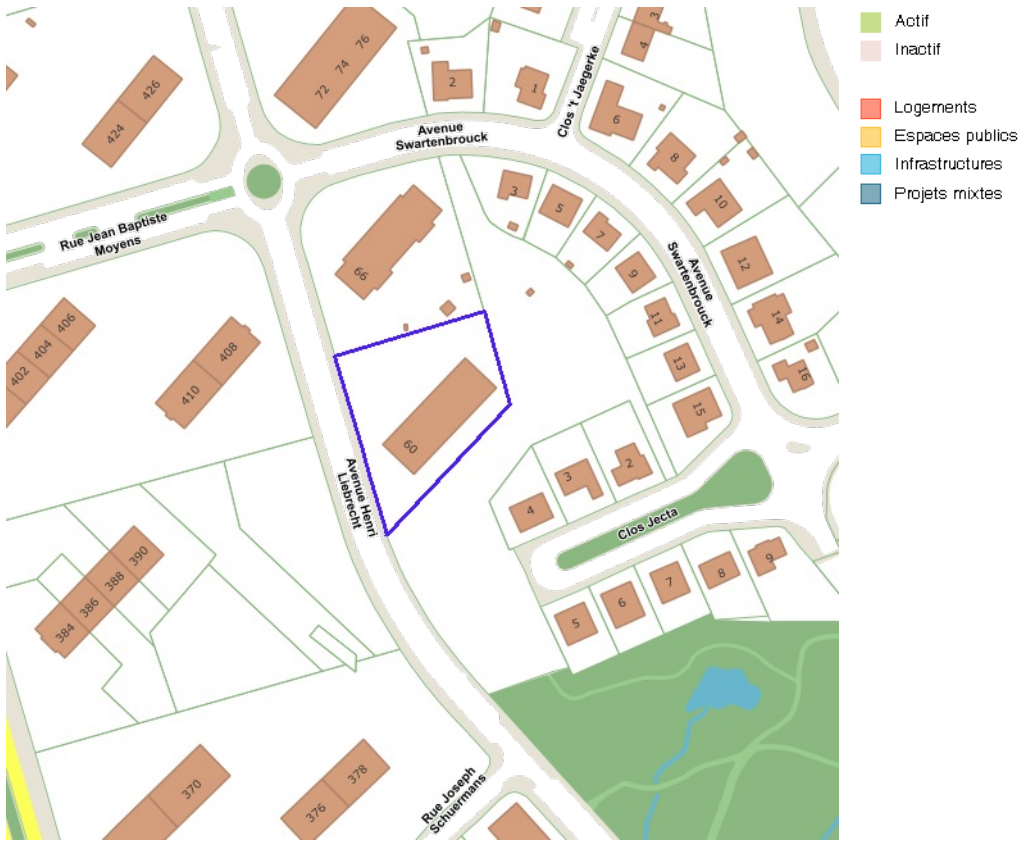 Actif
Inactif
Logements
Espaces publics
Infrastructures
Projets mixtes
3
4
76
74
72
2
1
Clos 't Jaegerke
6
426
424
Avenue
Swartenbrouck
8
3
5
7
10
Rue Jean Baptiste
Moyens
66
9
Avenue
Swartenbrouck
12
11
14
406
404
402
408
410
13
16
15
60
Avenue Henri
Liebrecht
2
3
4
Clos Jecta
390
388
386
384
9
8
7
6
5
370
378
376
Rue Joseph
Schuermans